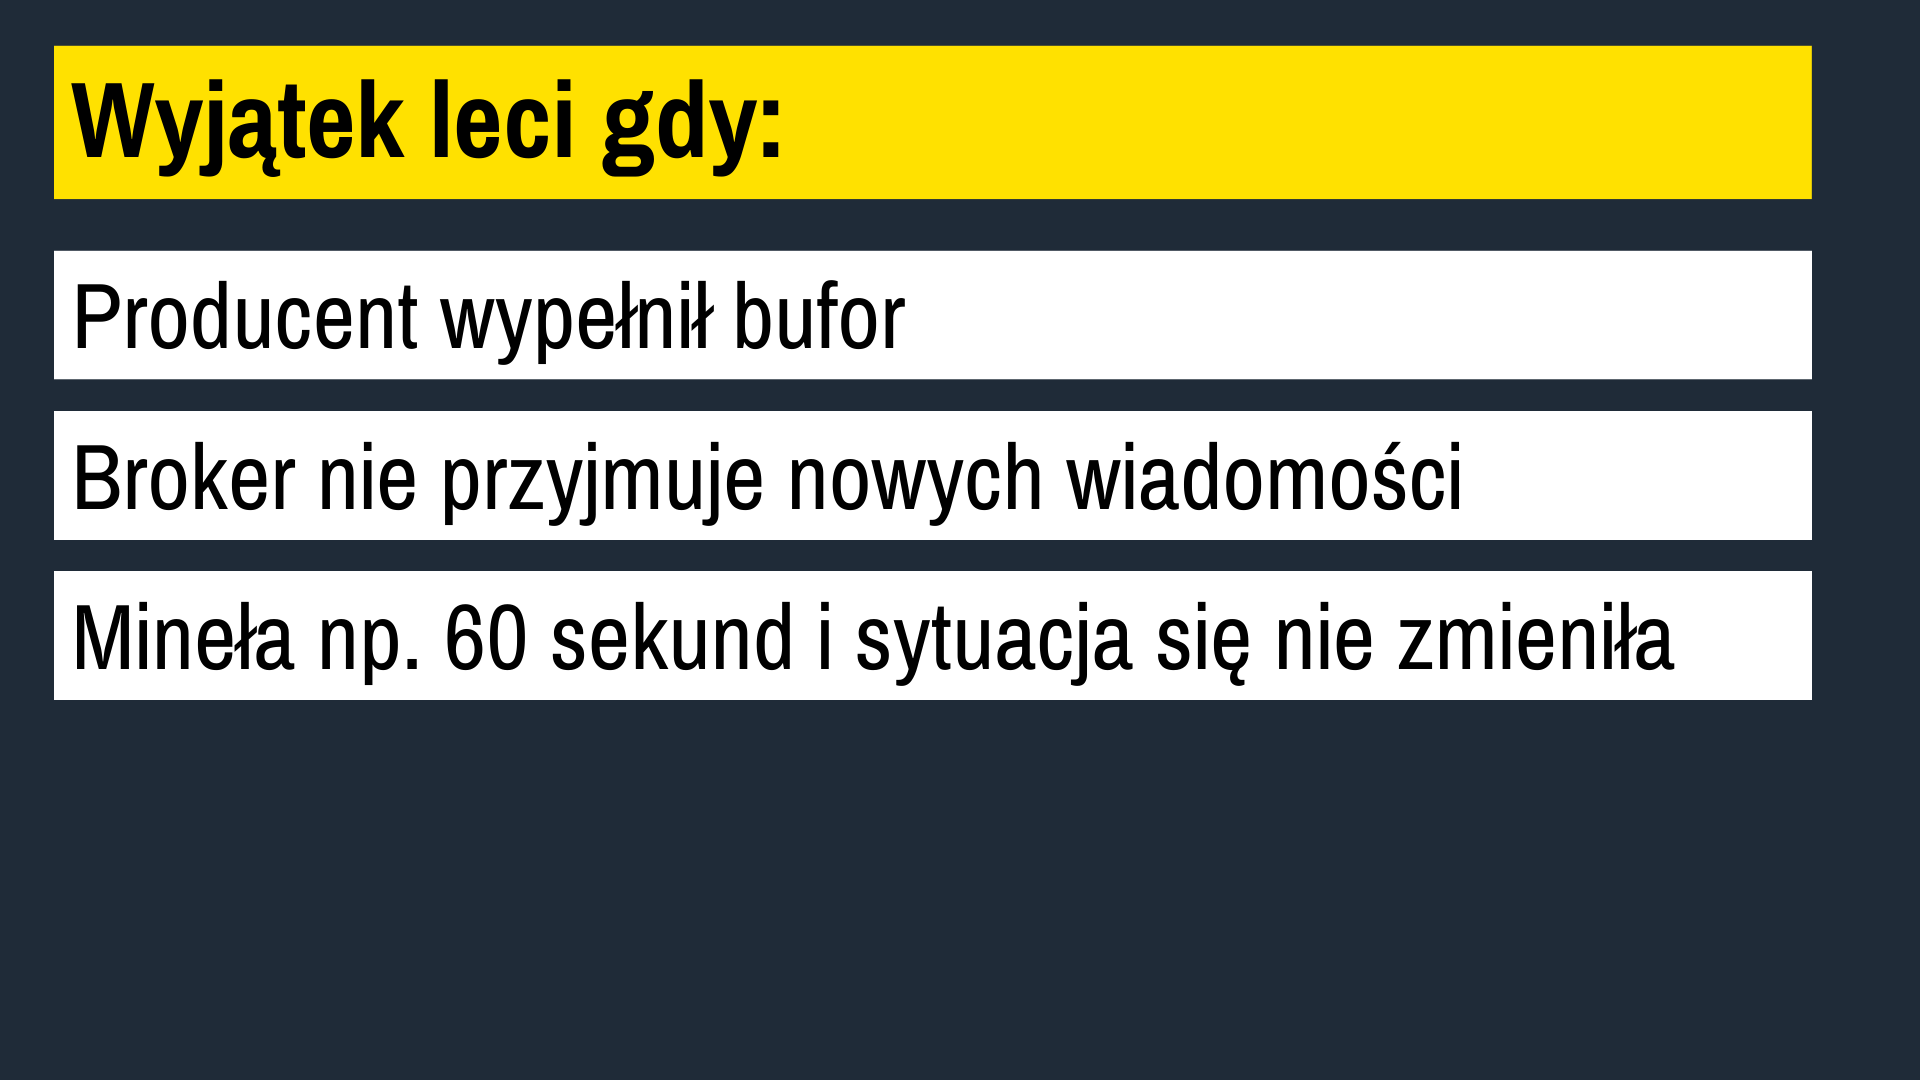 Wyjątek leci gdy:
Producent wypełnił bufor
Broker nie przyjmuje nowych wiadomości
Mineła np. 60 sekund i sytuacja się nie zmieniła